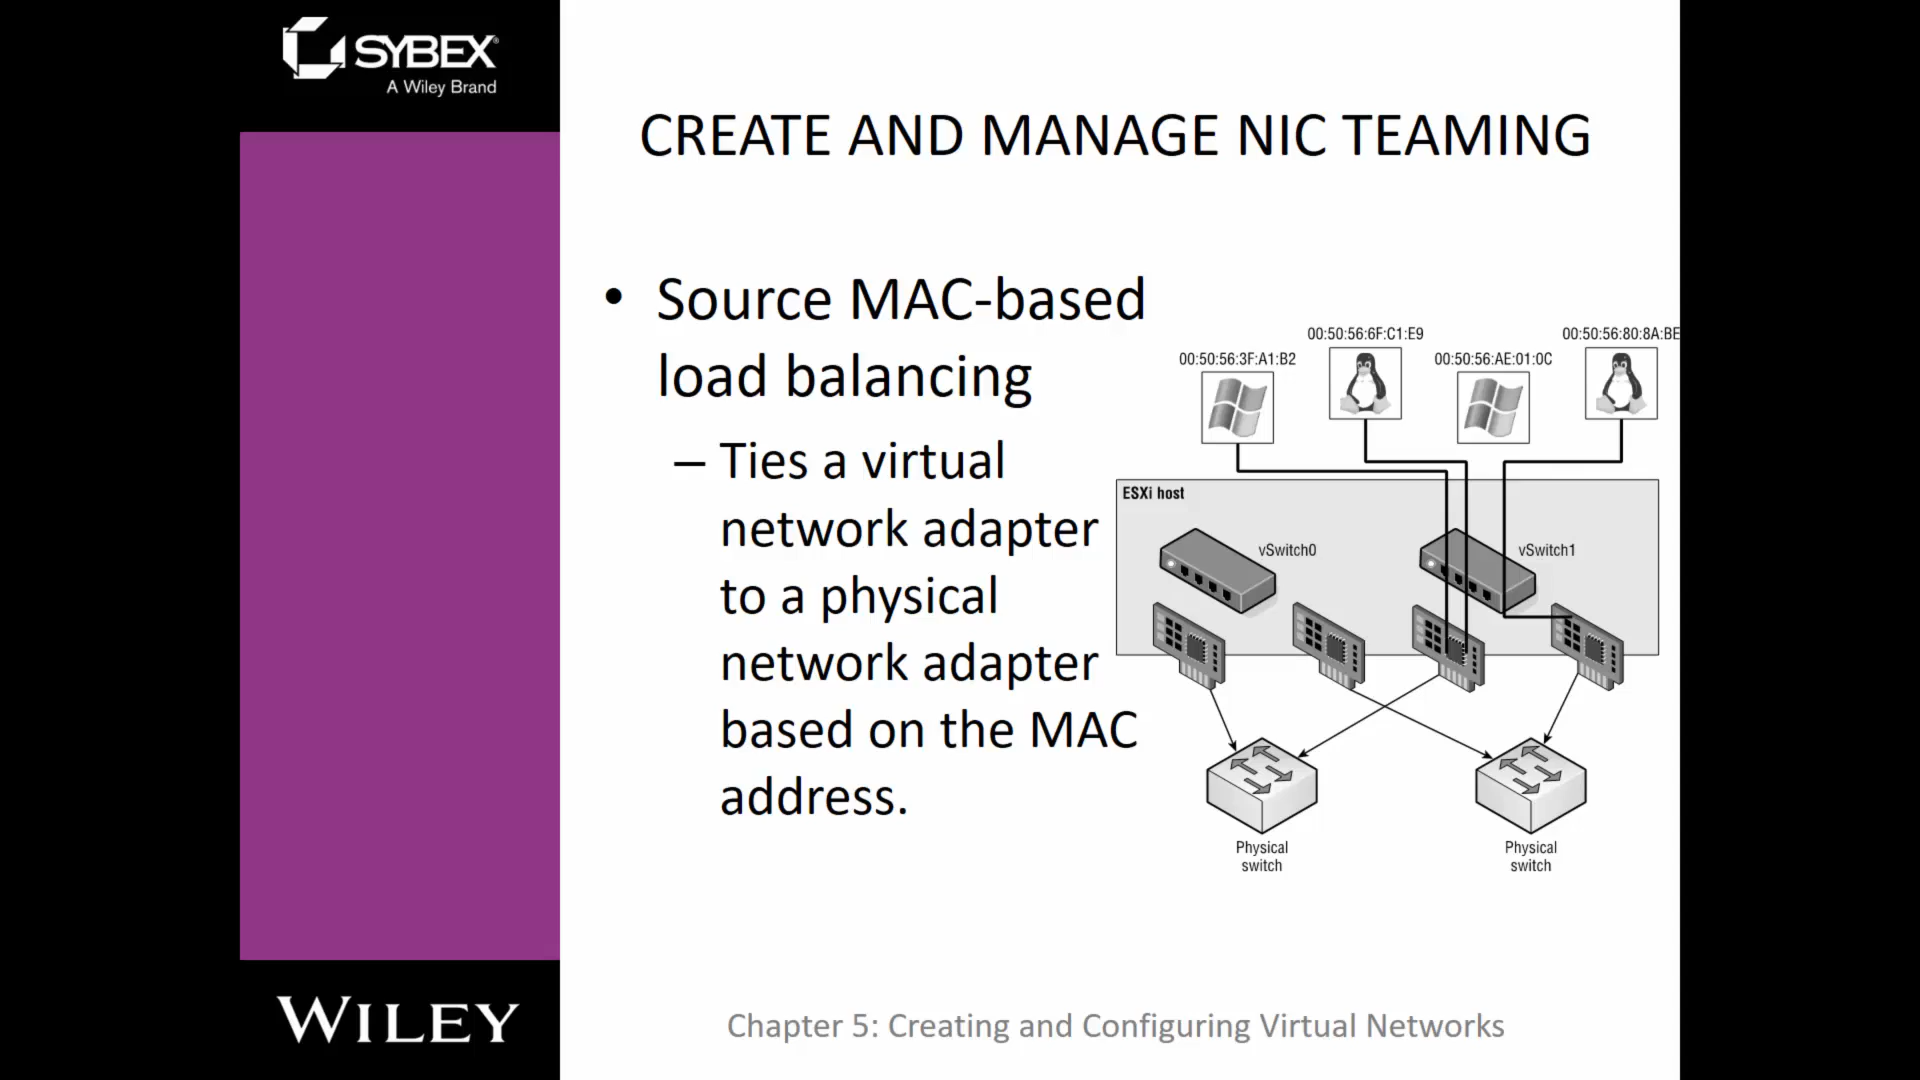 SYBEX®
A Wiley Brand
CREATE AND MANAGE NIC TEAMING
• Source MAC-based
load balancing
– Ties a virtual
network adapter
to a physical
network adapter
based on the MAC
address.
00:50:56:3F:A1:B2
00:50:56:6F:C1:E9
00:50:56:AE:01:0C
00:50:56:80:8A:BE
ESXi host
vSwitch0
vSwitch1
Physical
switch
Physical
switch
WILEY
Chapter 5: Creating and Configuring Virtual Networks